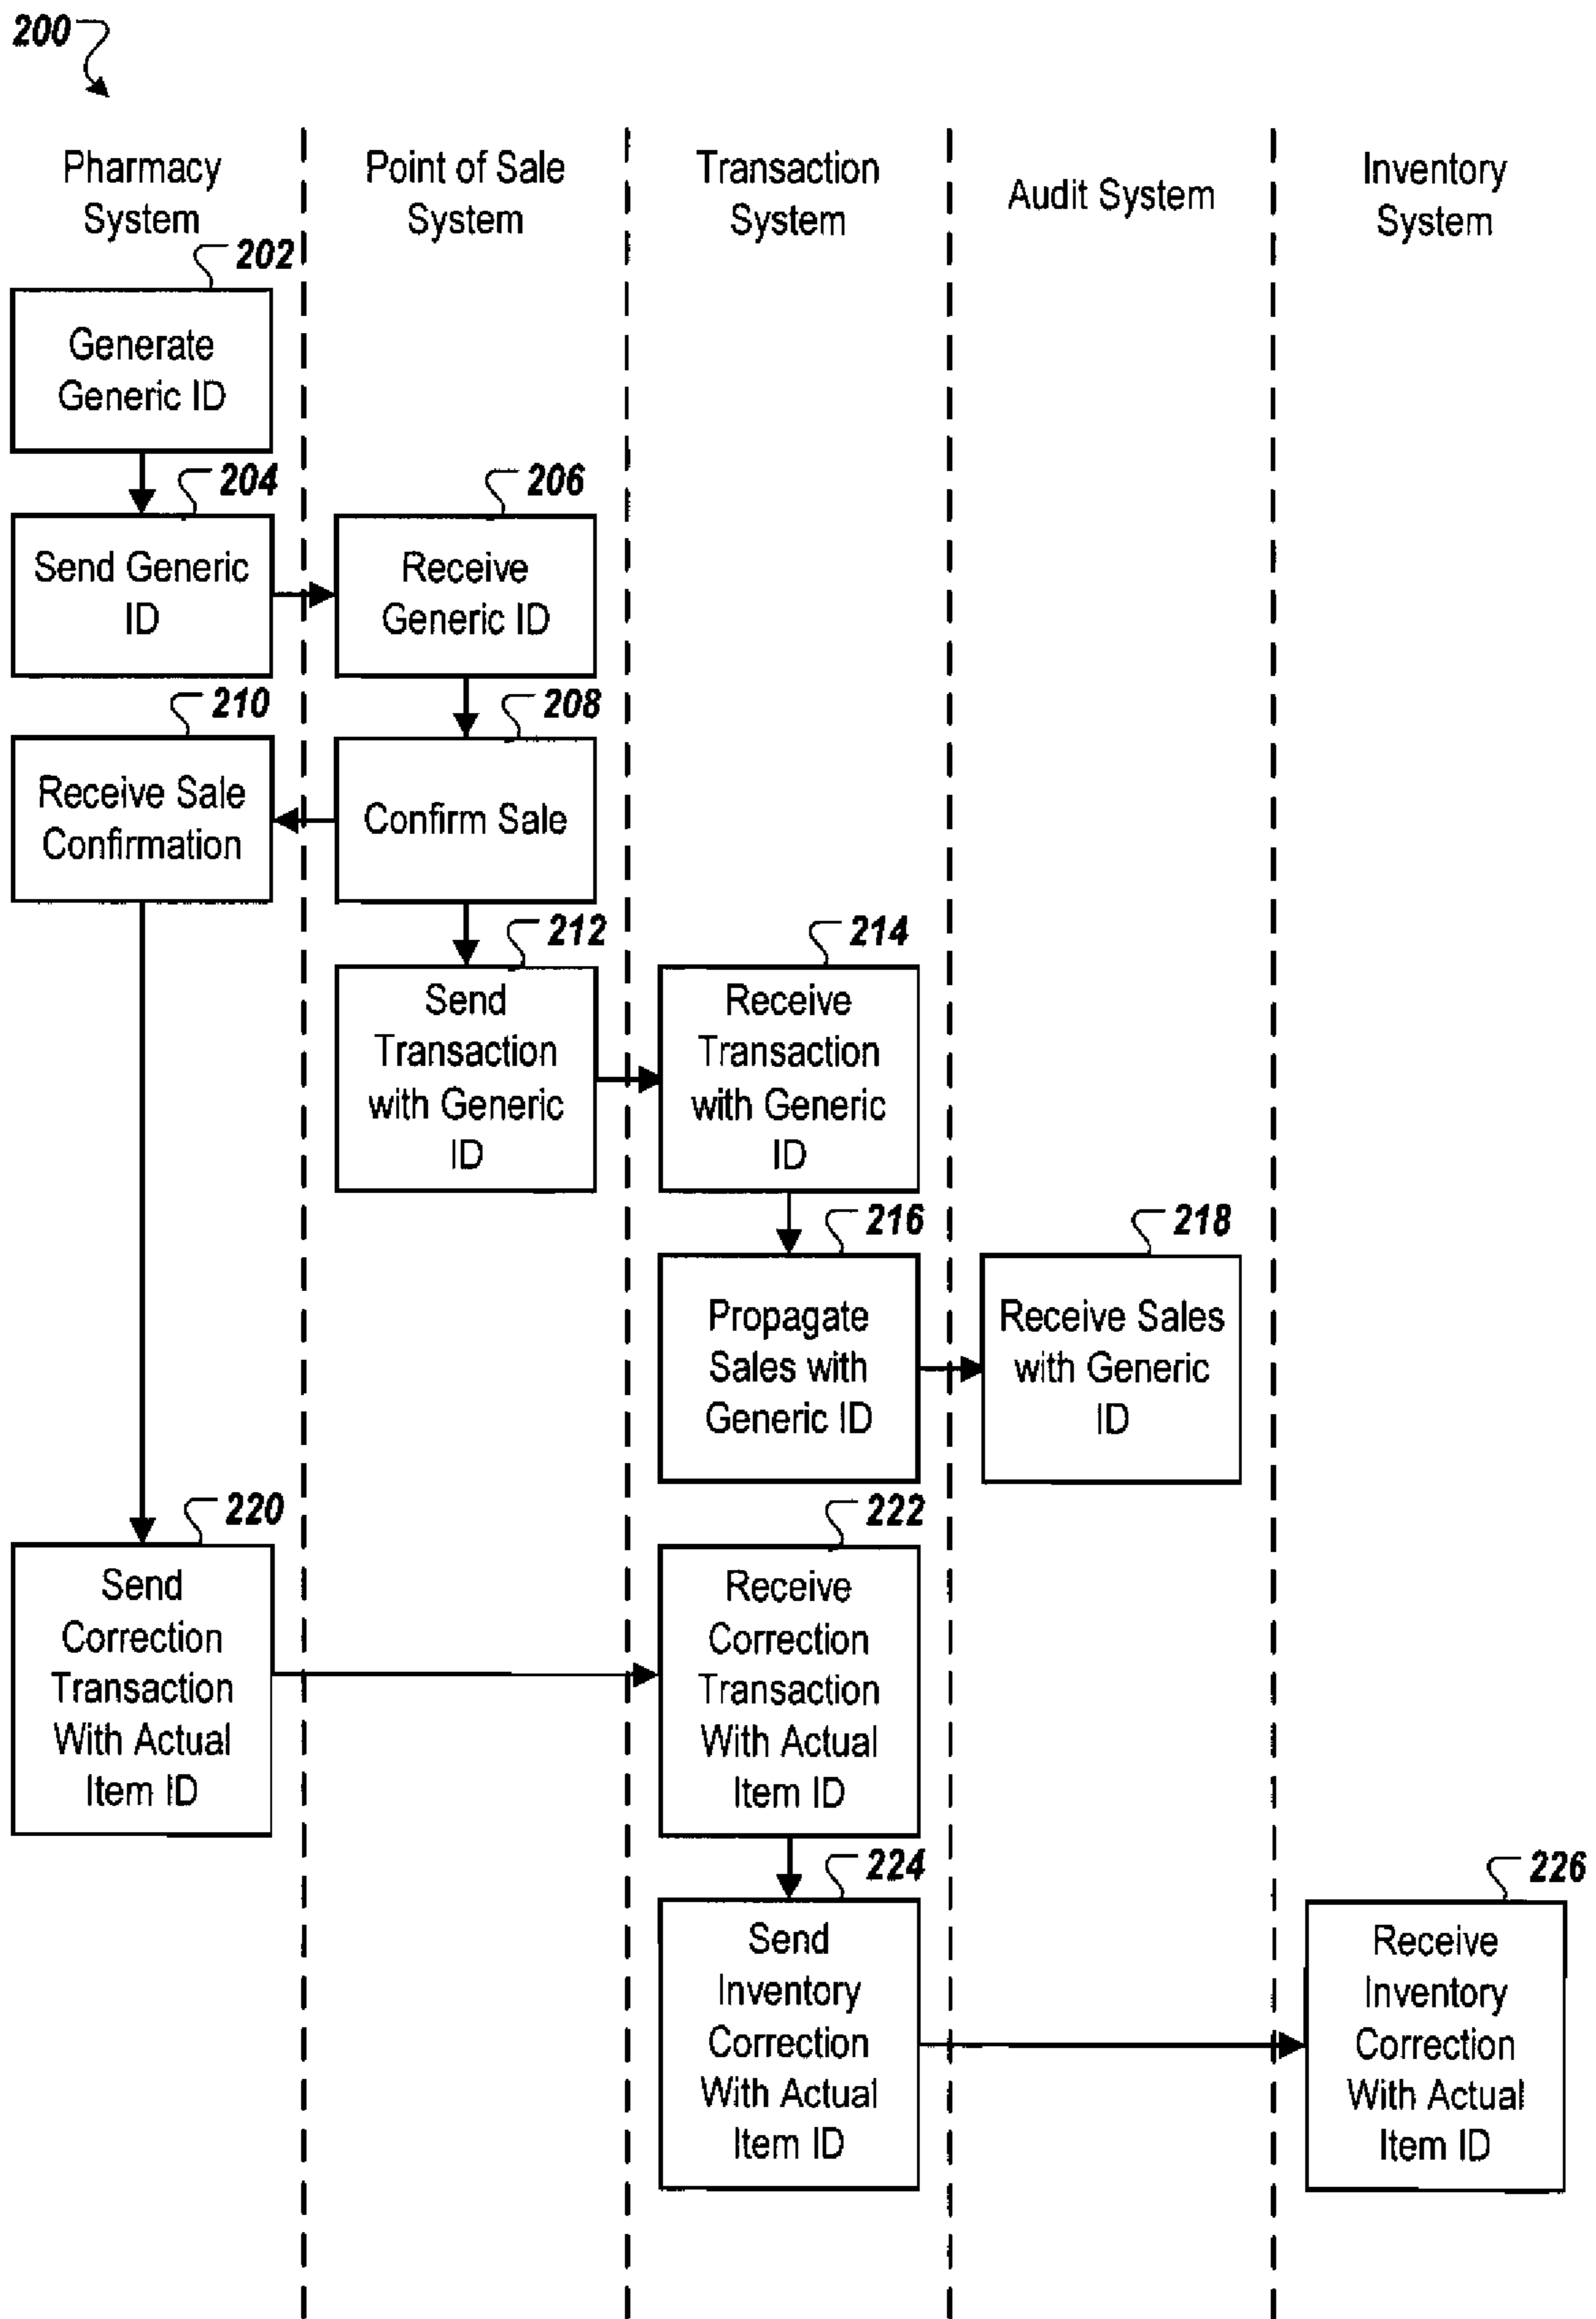 200
Pharmacy
System
Point of Sale
System
Transaction
System
Audit System
Inventory
System
202
Generate
Generic ID
204
Send Generic
ID
206
Receive
Generic ID
210
Receive Sale
Confirmation
208
Confirm Sale
212
Send
Transaction
with Generic
ID
214
Receive
Transaction
with Generic
ID
216
Propagate
Sales with
Generic ID
218
Receive Sales
with Generic
ID
220
Send
Correction
Transaction
With Actual
Item ID
222
Receive
Correction
Transaction
With Actual
Item ID
224
Send
Inventory
Correction
With Actual
Item ID
226
Receive
Inventory
Correction
With Actual
Item ID